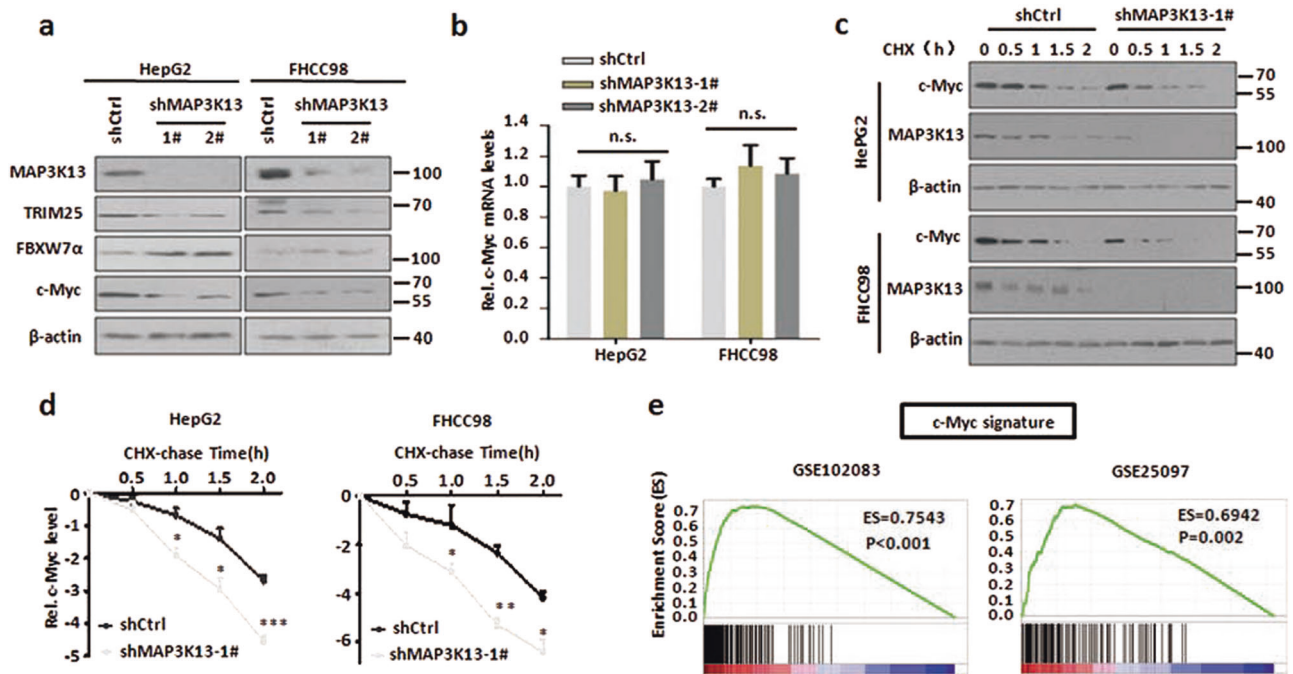 a
HepG2 FHCC98
shCtrl shMAP3K13 shCtrl shMAP3K13
1# 2# 1# 2#
MAP3K13 100
70
TRIM25
FBXW7α 100
c-Myc 70
55
β-actin 40
b
shCtrl
shMAP3K13-1#
shMAP3K13-2#
Rel. c-Myc mRNA levels
1.4
1.2
1.0
0.8
0.6
0.4
0.2
0.0
n.s. n.s.
HepG2 FHCC98
c
shCtrl shMAP3K13-1#
CHX (h) 0 0.5 1 1.5 2 0 0.5 1 1.5 2
HePG2
c-Myc 70
55
MAP3K13 100
β-actin 40
FHCC98
c-Myc 70
55
MAP3K13 100
β-actin 40
d
HepG2
CHX-chase Time(h)
0.5 1.0 1.5 2.0
Rel. c-Myc level
0
-1
-2
-3
-4
-5
* * ***
shCtrl
shMAP3K13-1#
FHCC98
CHX-chase Time(h)
0.5 1.0 1.5 2.0
0
-2
-4
-6
* ** *
shCtrl
shMAP3K13-1#
e
c-Myc signature
GSE102083
Enrichment Score (ES)
0.7
0.6
0.5
0.4
0.3
0.2
0.1
0.0
ES=0.7543
P<0.001
GSE25097
0.7
0.6
0.5
0.4
0.3
0.2
0.1
0.0
ES=0.6942
P=0.002